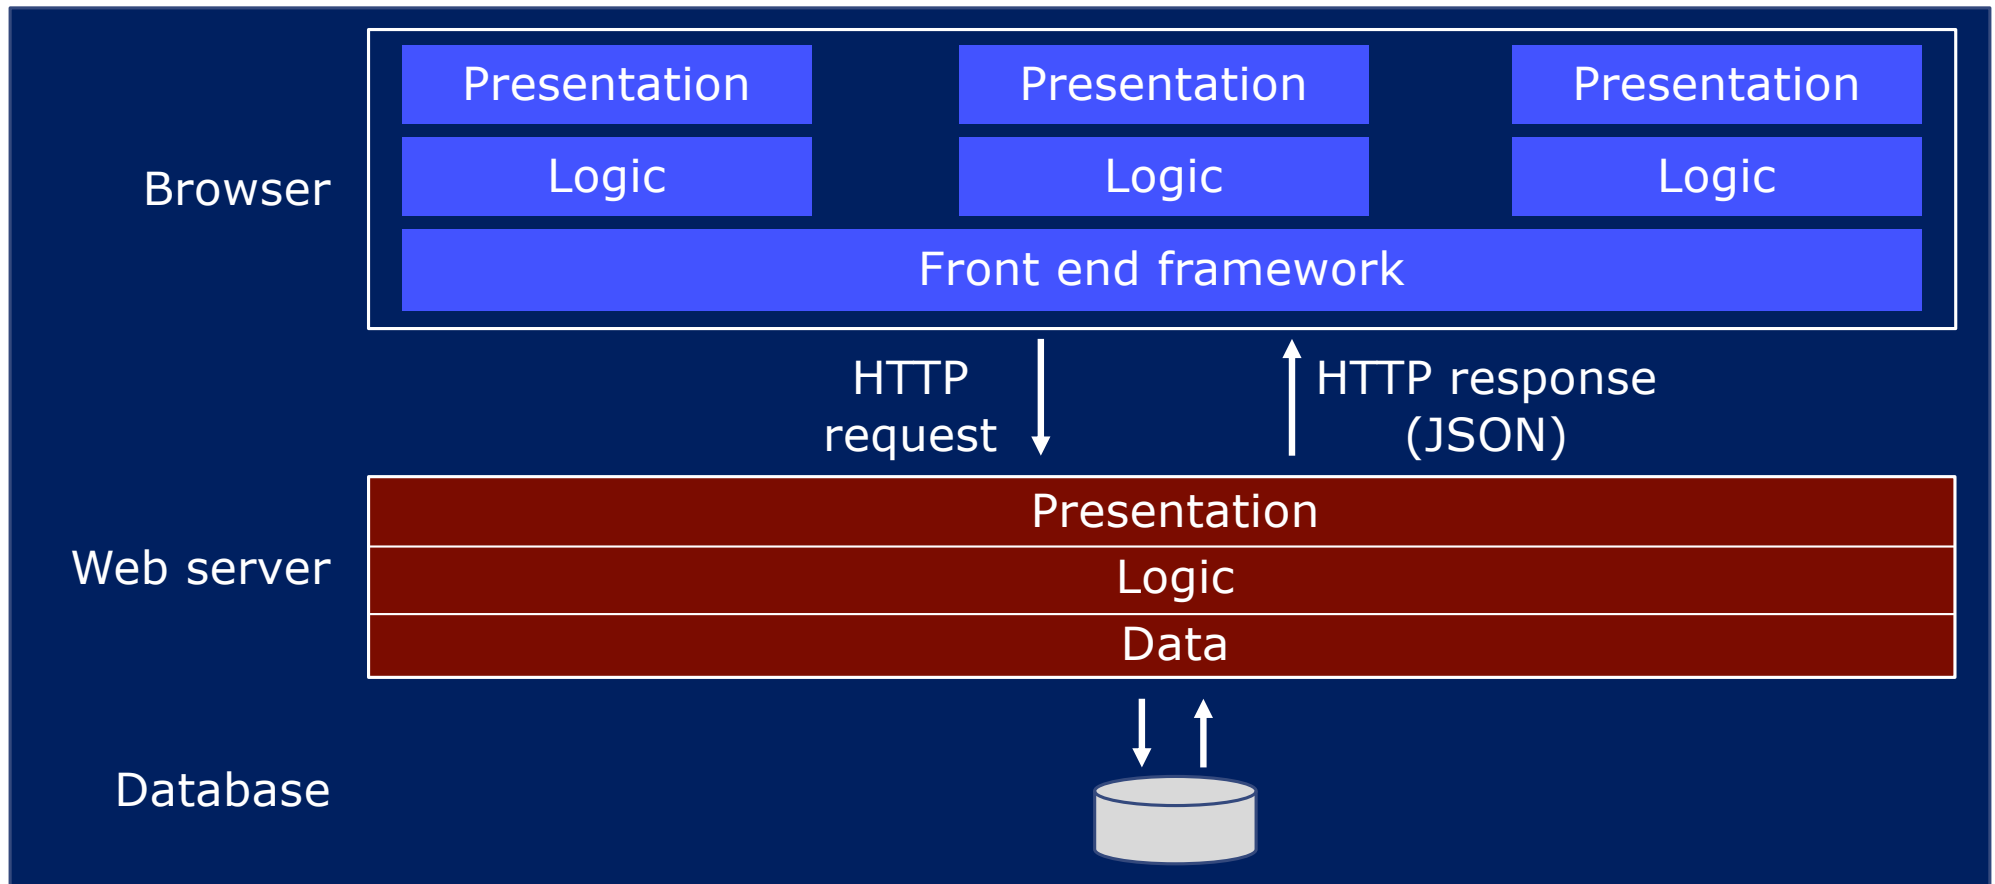 Presentation
Presentation
Presentation
Browser
Logic
Logic
Logic
Front end framework
HTTP
request
HTTP response
(JSON)
Web server
Presentation
Logic
Data
Database